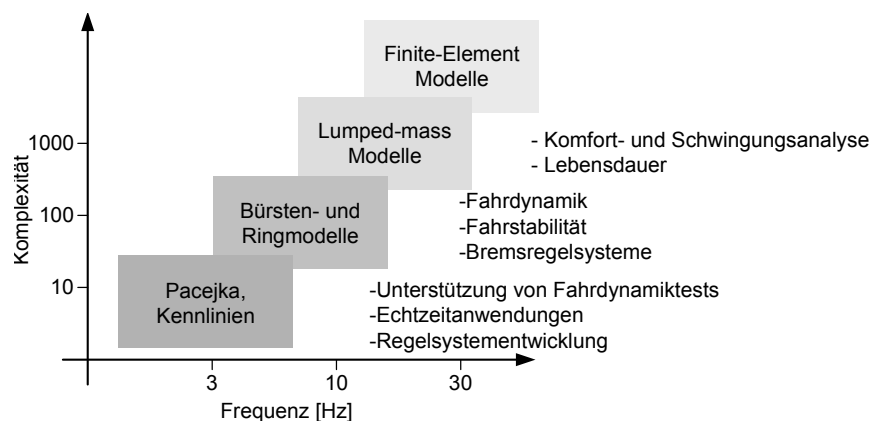 Finite-Element
Modelle
Lumped-mass
Modelle
- Komfort- und Schwingungsanalyse
- Lebensdauer
Bürsten- und
Ringmodelle
-Fahrdynamik
-Fahrstabilität
-Bremsregelsysteme
Pacejka,
Kennlinien
-Unterstützung von Fahrdynamiktests
-Echtzeitanwendungen
-Regelsystementwicklung
Komplexität
1000
100
10
3
10
30
Frequenz [Hz]